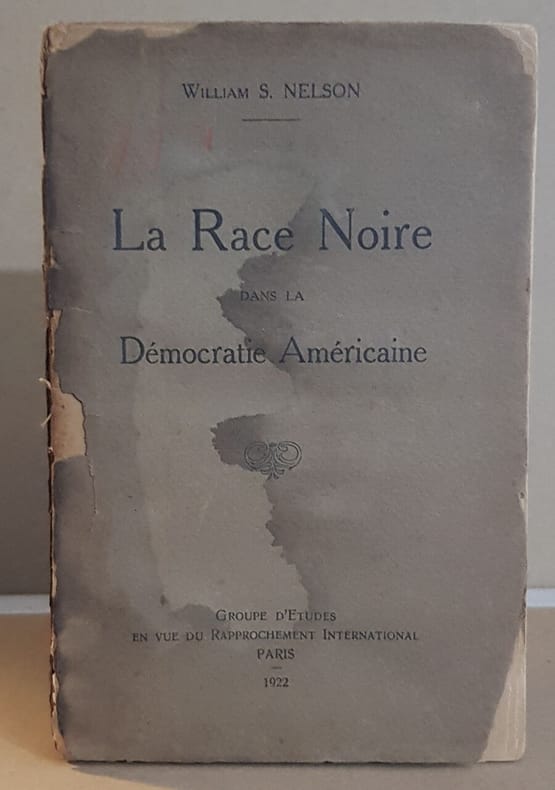 William S. NELSON
La Race Noire
DANS LA
Démocratie Américaine
GROUPE D'ETUDES
EN VUE DU RAPPROCHEMENT INTERNATIONAL
PARIS
1922